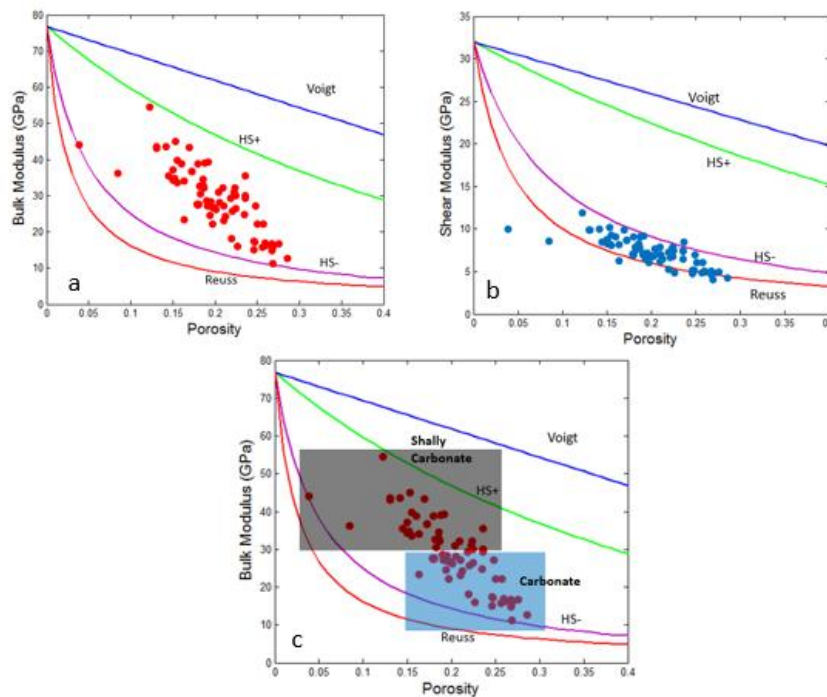 80
70
60
50
40
30
20
10
0
Bulk Modulus (GPa)
Voigt
HS+
HS-
Reuss
a
0 0.05 0.1 0.15 0.2 0.25 0.3 0.35 0.4
Porosity
35
30
25
20
15
10
5
0
Shear Modulus (GPa)
Voigt
HS+
HS-
Reuss
b
0 0.05 0.1 0.15 0.2 0.25 0.3 0.35
Porosity
80
70
60
50
40
30
20
10
0
Bulk Modulus (GPa)
Shally
Carbonate
Voigt
HS+
Carbonate
HS-
Reuss
c
0 0.05 0.1 0.15 0.2 0.25 0.3 0.35 0.4
Porosity